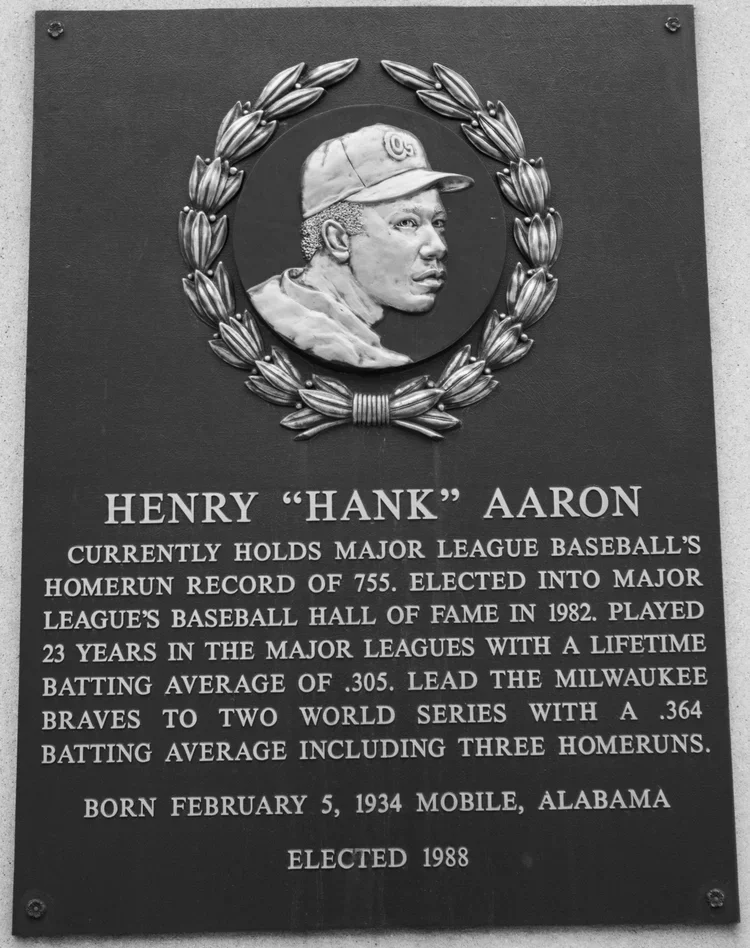 HENRY “HANK” AARON
CURRENTLY HOLDS MAJOR LEAGUE BASEBALL’S
HOMERUN RECORD OF 755. ELECTED INTO MAJOR
LEAGUE’S BASEBALL HALL OF FAME IN 1982. PLAYED
23 YEARS IN THE MAJOR LEAGUES WITH A LIFETIME
BATTING AVERAGE OF .305. LEAD THE MILWAUKEE
BRAVES TO TWO WORLD SERIES WITH A .364
BATTING AVERAGE INCLUDING THREE HOMERUNS.
BORN FEBRUARY 5, 1934 MOBILE, ALABAMA
ELECTED 1988